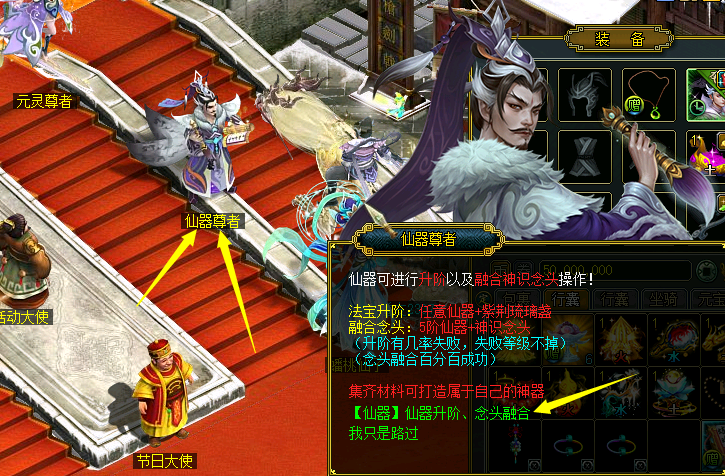 装 备
元灵尊者
仙器尊者
活动大使
节日大使
仙器尊者
仙器可进行升阶以及融合神识念头操作!
法宝升阶：任意仙器+紫荆琉璃盏
融合念头：5阶仙器+神识念头
（升阶有几率失败，失败等级不掉）
（念头融合百分百成功）
集齐材料可打造属于自己的神器
【仙器】仙器升阶、念头融合
我只是路过
行囊
行囊
坐骑